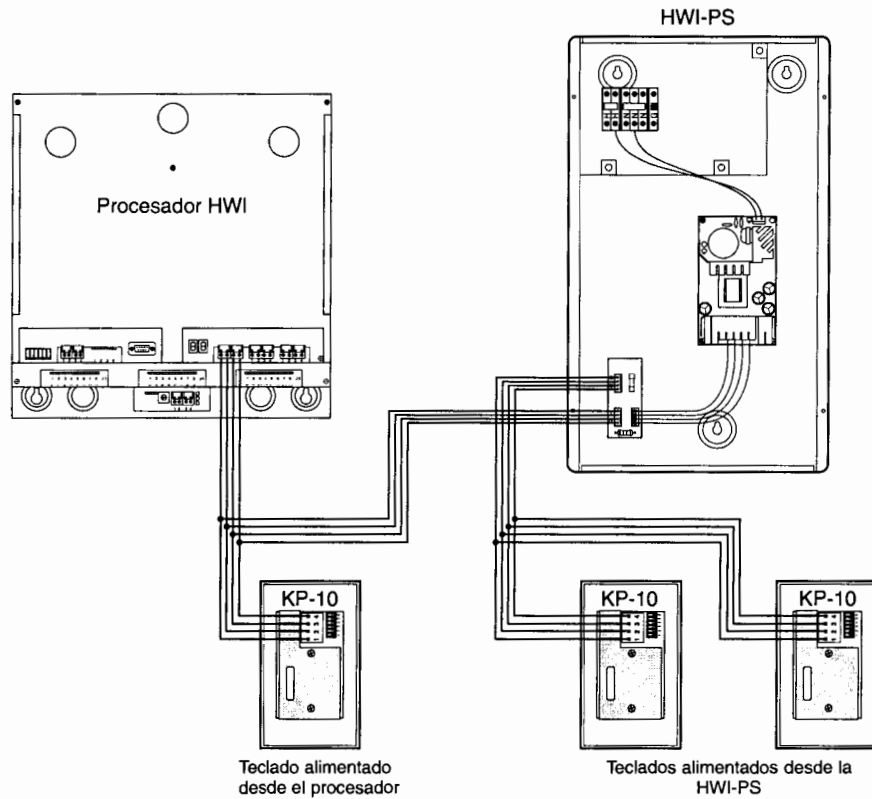 HWI-PS
Procesador HWI
KP-10
KP-10
KP-10
Teclado alimentado
desde el procesador
Teclados alimentados desde la
HWI-PS